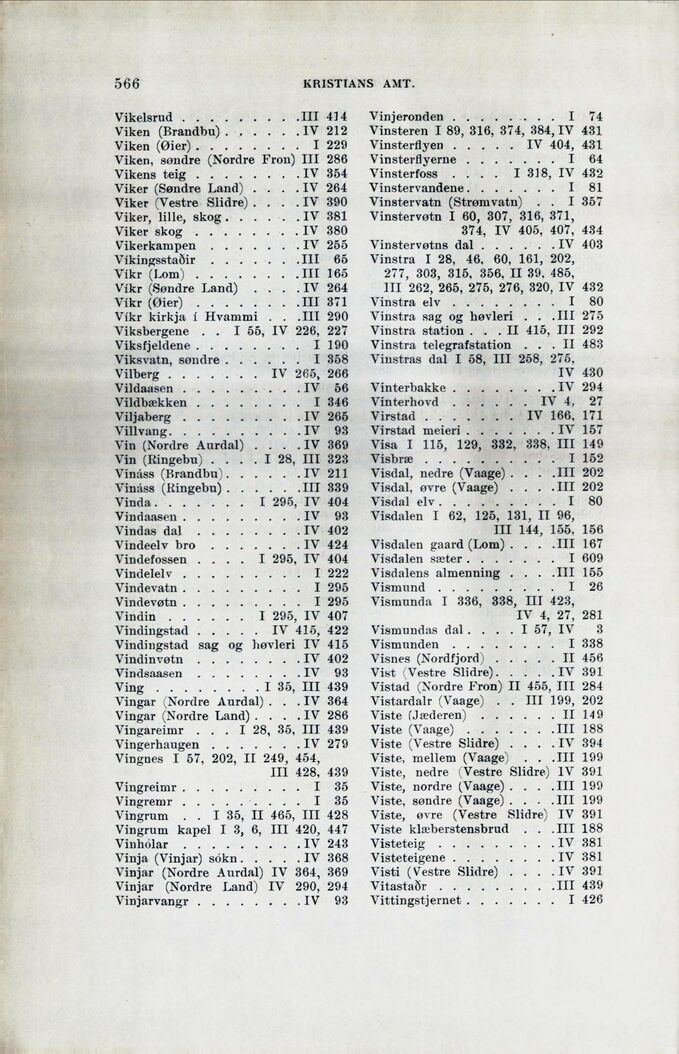 566 KRISTIANS AMT.
Vikelsrud . . . . . . . . . III 414
Viken (Brandbu) . . . . . . IV 212
Viken (Øier) . . . . . . . . I 229
Viken, søndre (Nordre Fron) III 286
Vikens teig . . . . . . . . IV 354
Viker (Søndre Land) . . . . IV 264
Viker (Vestre Slidre) . . . . IV 390
Viker, lille, skog . . . . . . IV 381
Viker skog . . . . . . . . IV 380
Vikerkampen . . . . . . . IV 255
Víkingsstaðir . . . . . . . III 65
Vikr (Lom) . . . . . . . . III 165
Vikr (Søndre Land) . . . . IV 264
Víkr (Øier) . . . . . . . . III 371
Víkr kirkja í Hvammi . . . III 290
Viksbergene . . I 55, IV 226, 227
Viksfjeldene . . . . . . . . I 190
Viksvatn, søndre . . . . . . I 358
Vilberg . . . . . . . IV 265, 266
Vildaasen . . . . . . . . . IV 56
Vildbækken . . . . . . . . I 346
Viljaberg . . . . . . . . . IV 265
Villvang . . . . . . . . . . IV 93
Vin (Nordre Aurdal) . . . . IV 369
Vin (Ringebu) . . . . I 28, III 323
Vináss (Brandbu) . . . . . . IV 211
Vináss (Ringebu) . . . . . . III 339
Vinda . . . . . . . . I 295, IV 404
Vindaasen . . . . . . . . . IV 93
Vindas dal . . . . . . . . IV 402
Vindeelv bro . . . . . . . IV 424
Vindefossen . . . . I 295, IV 404
Vindelelv . . . . . . . . . I 222
Vindevatn . . . . . . . . . I 295
Vindevøtn . . . . . . . . . I 295
Vindin . . . . . . I 295, IV 407
Vindingstad . . . . . IV 415, 422
Vindingstad sag og høvleri IV 415
Vindinvøtn . . . . . . . . IV 402
Vindsaasen . . . . . . . . IV 93
Ving . . . . . . . . I 35, III 439
Vingar (Nordre Aurdal) . . . IV 364
Vingar (Nordre Land) . . . . IV 286
Vingareimr . . . I 28, 35, III 439
Vingerhaugen . . . . . . . IV 279
Vingnes I 57, 202, II 249, 454,
III 428, 439
Vingreimr . . . . . . . . . I 35
Vingremr . . . . . . . . . I 35
Vingrum . . I 35, II 465, III 428
Vingrum kapel I 3, 6, III 420, 447
Vinhólar . . . . . . . . . IV 243
Vinja (Vinjar) sókn . . . . . IV 368
Vinjar (Nordre Aurdal) IV 364, 369
Vinjar (Nordre Land) IV 290, 294
Vinjarvangr . . . . . . . . IV 93
Vinjeronden . . . . . . . . I 74
Vinsteren I 89, 316, 374, 384, IV 431
Vinsterflyen . . . . . IV 404, 431
Vinsterflyerne . . . . . . . I 64
Vinsterfoss . . . . I 318, IV 432
Vinstervandene . . . . . . . I 81
Vinstervatn (Strømvatn) . . I 357
Vinstervøtn I 60, 307, 316, 371,
374, IV 405, 407, 434
Vinstervøtns dal . . . . . . IV 403
Vinstra I 28, 46, 60, 161, 202,
277, 303, 315, 356, II 39, 485,
III 262, 265, 275, 276, 320, IV 432
Vinstra elv . . . . . . . . I 80
Vinstra sag og høvleri . . . III 275
Vinstra station . . . II 415, III 292
Vinstra telegrafstation . . . II 483
Vinstras dal I 58, III 258, 275,
IV 430
Vinterbakke . . . . . . . . IV 294
Vinterhovd . . . . . . IV 4, 27
Virstad . . . . . . . IV 166, 171
Virstad meieri . . . . . . . IV 157
Visa I 115, 129, 332, 338, III 149
Visbræ . . . . . . . . . . I 152
Visdal, nedre (Vaage) . . . . III 202
Visdal, øvre (Vaage) . . . . III 202
Visdal elv . . . . . . . . . I 80
Visdalen I 62, 125, 131, II 96,
III 144, 155, 156
Visdalen gaard (Lom) . . . . III 167
Visdalen sæter . . . . . . . I 609
Visdalens almenning . . . . III 155
Vismund . . . . . . . . . I 26
Vismunda I 336, 338, III 423,
IV 4, 27, 281
Vismundas dal . . . . I 57, IV 3
Vismunden . . . . . . . . I 338
Visnes (Nordfjord) . . . . . II 456
Vist (Vestre Slidre) . . . . . IV 391
Vistad (Nordre Fron) II 455, III 284
Vistardalr (Vaage) . . III 199, 202
Viste (Jæderen) . . . . . . II 149
Viste (Vaage) . . . . . . . III 188
Viste (Vestre Slidre) . . . . IV 394
Viste, mellem (Vaage) . . . III 199
Viste, nedre (Vestre Slidre) IV 391
Viste, nordre (Vaage) . . . . III 199
Viste, søndre (Vaage) . . . . III 199
Viste, øvre (Vestre Slidre) IV 391
Viste klæberstensbrud . . . III 188
Visteteig . . . . . . . . . IV 381
Visteteigene . . . . . . . . IV 381
Visti (Vestre Slidre) . . . . IV 391
Vitastaðr . . . . . . . . . III 439
Vittingstjernet . . . . . . . I 426